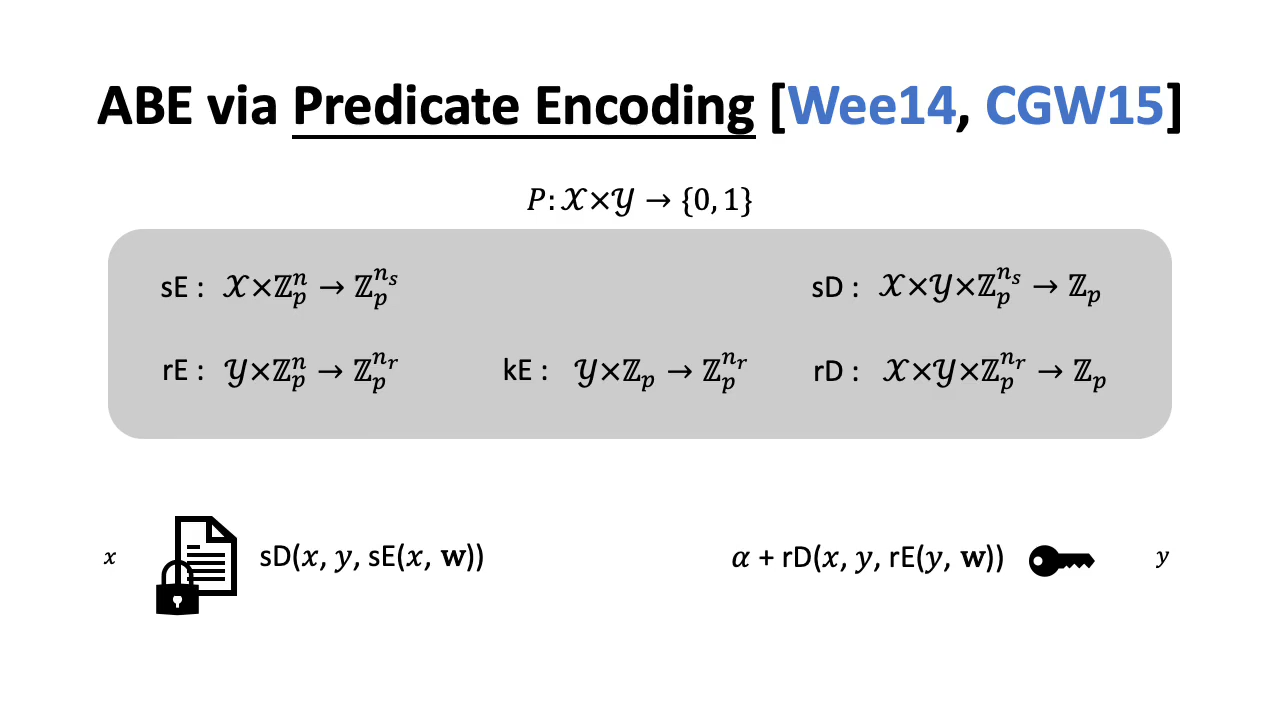 ABE via Predicate Encoding [Wee14, CGW15]
𝑃: 𝒳×𝒴 → {0, 1}
sE : 𝒳×ℤ_p^n → ℤ_p^{n_s} sD : 𝒳×𝒴×ℤ_p^{n_s} → ℤ_p
rE : 𝒴×ℤ_p^n → ℤ_p^{n_r} kE : 𝒴×ℤ_p → ℤ_p^{n_r} rD : 𝒳×𝒴×ℤ_p^{n_r} → ℤ_p
𝑥 sD(𝑥, 𝑦, sE(𝑥, 𝐰)) 𝛼 + rD(𝑥, 𝑦, rE(𝑦, 𝐰)) 𝑦